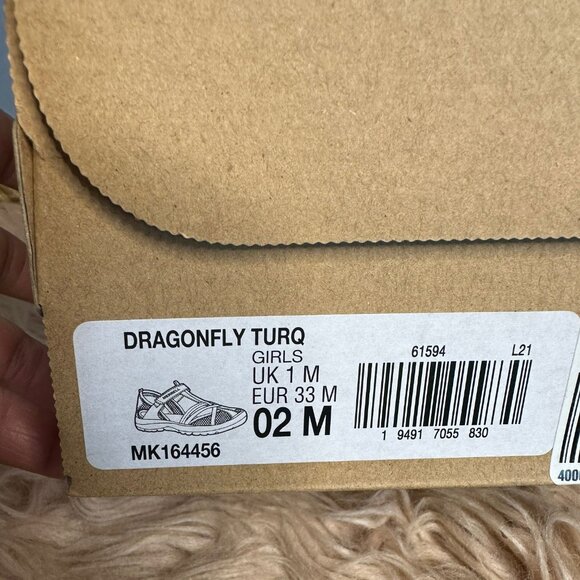 DRAGONFLY TURQ
GIRLS
UK 1 M
EUR 33 M
02 M
MK164456
61594 L21
1 9491 7055 830
400